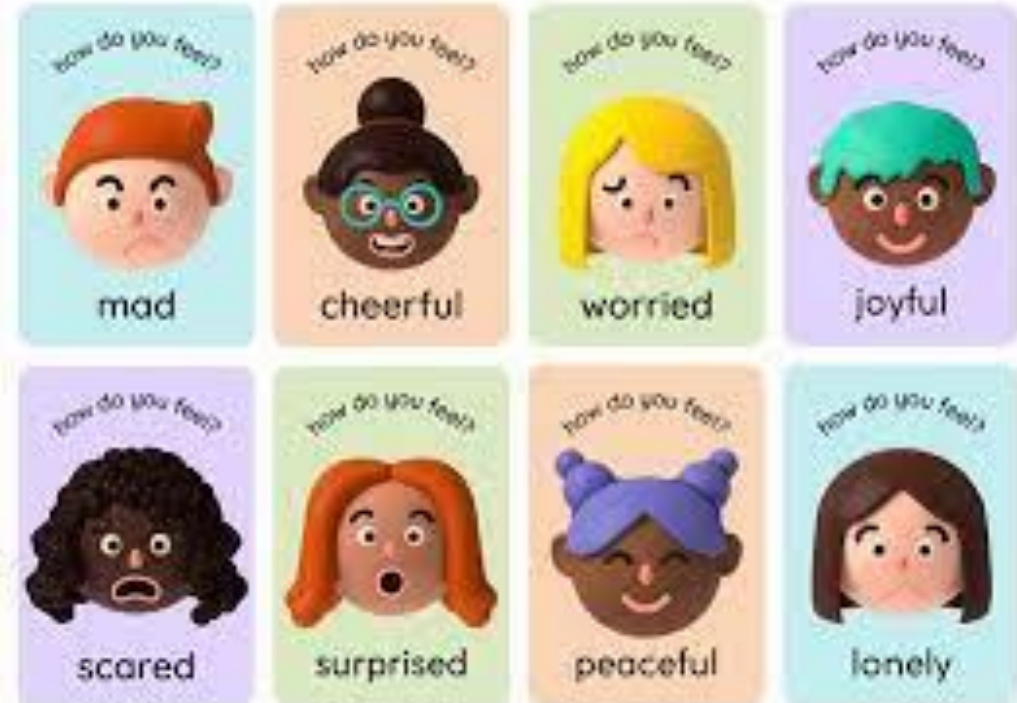 how do you feel?
mad
how do you feel?
cheerful
how do you feel?
worried
how do you feel?
joyful
how do you feel?
scared
how do you feel?
surprised
how do you feel?
peaceful
how do you feel?
lonely